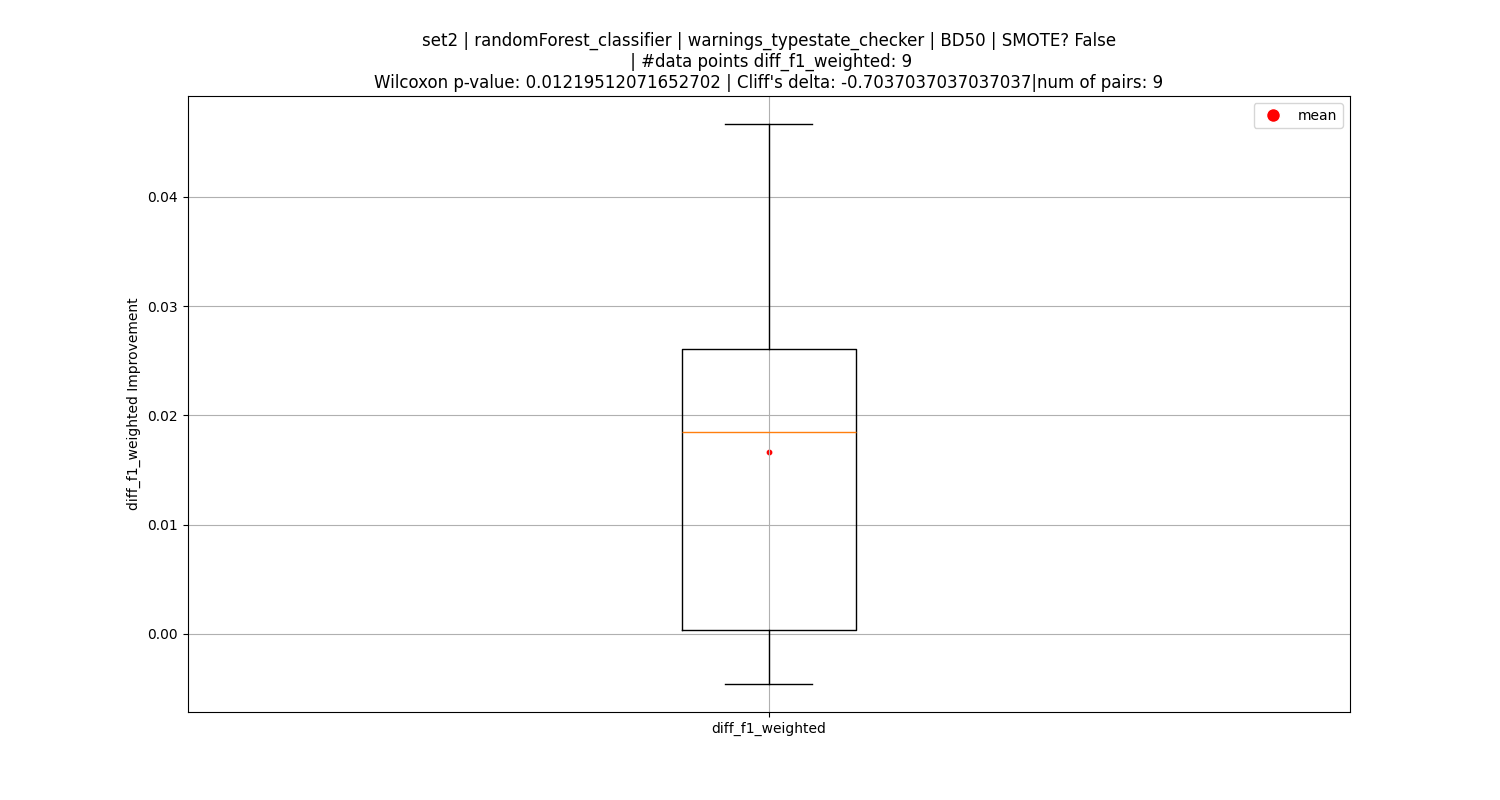 set2 | randomForest_classifier | warnings_typestate_checker | BD50 | SMOTE? False
| #data points diff_f1_weighted: 9
Wilcoxon p-value: 0.01219512071652702 | Cliff's delta: -0.7037037037037037|num of pairs: 9
mean
0.04
0.03
0.02
0.01
0.00
diff_f1_weighted Improvement
diff_f1_weighted